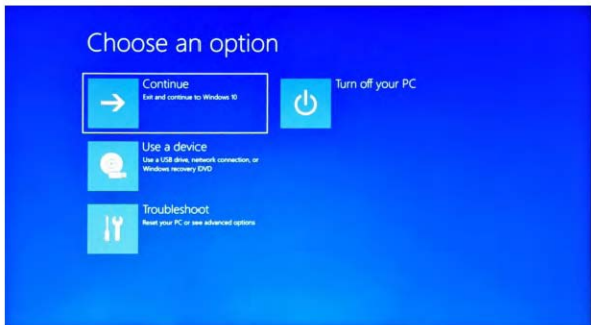 Choose an option
Continue
Exit and continue to Windows 10
Turn off your PC
Use a device
Use a USB drive, network connection, or
Windows recovery DVD
Troubleshoot
Reset your PC or see advanced options